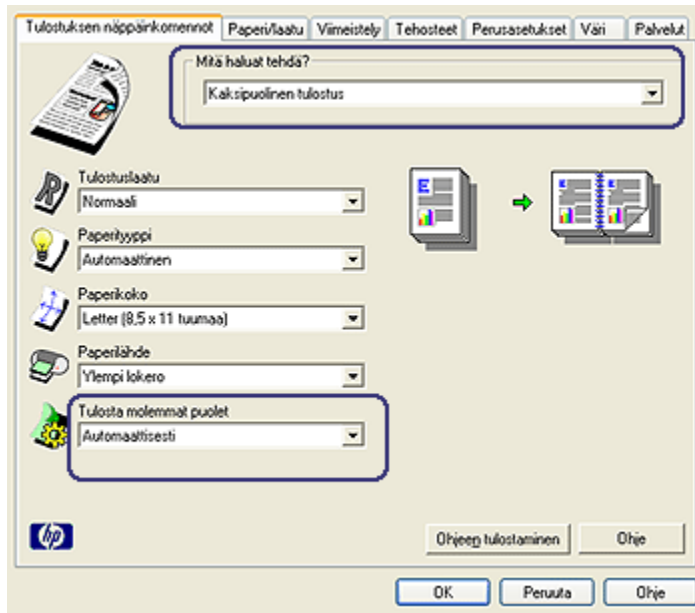 Tulostuksen näppäinkomennot Paperi/laatu Viimeistely Tehosteet Perusasetukset Väri Palvelut
Mitä haluat tehdä?
Kaksipuolinen tulostus
Tulostuslaatu
Normaali
Paperityyppi
Automaattinen
Paperikoko
Letter (8,5 x 11 tuumaa)
Paperilähde
Ylempi lokero
Tulosta molemmat puolet
Automaattisesti
hp
Ohjeen tulostaminen Ohje
OK Peruuta Ohje